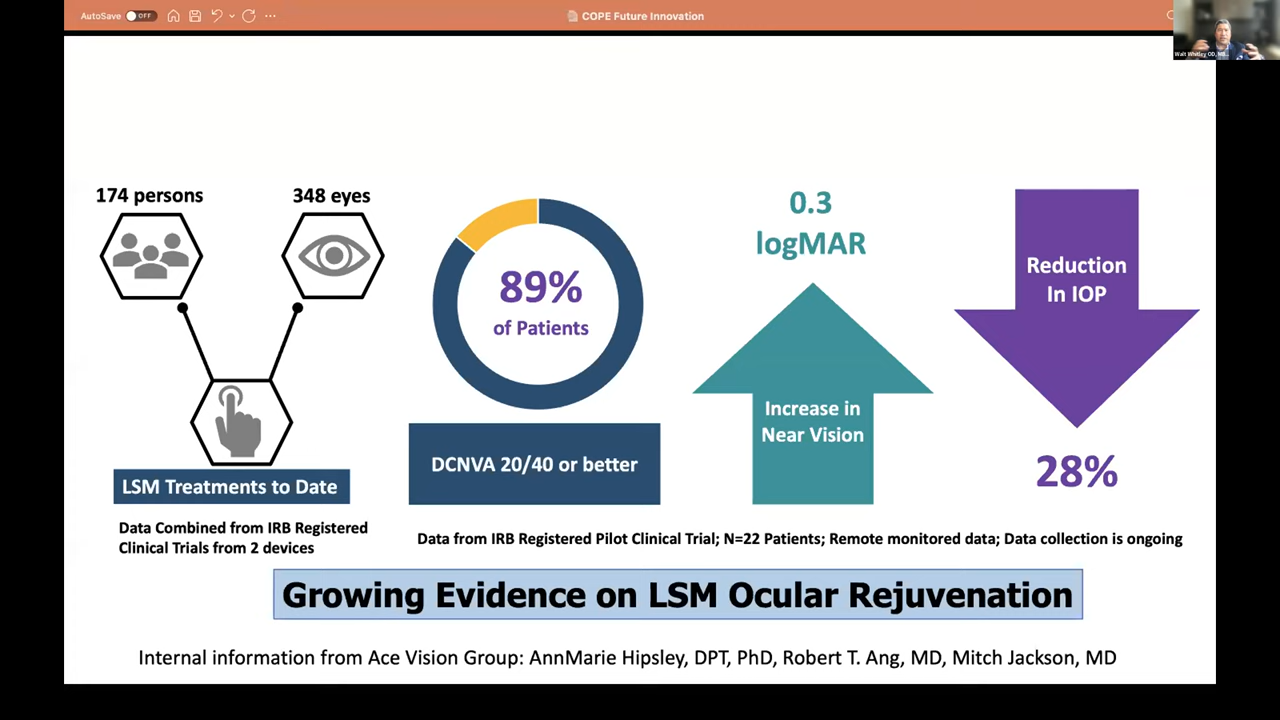 AutoSave OFF
COPE Future Innovation
Walt Whitley OD, MB...
174 persons
348 eyes
LSM Treatments to Date
Data Combined from IRB Registered
Clinical Trials from 2 devices
89%
of Patients
DCNVA 20/40 or better
0.3
logMAR
Increase in
Near Vision
Reduction
In IOP
28%
Data from IRB Registered Pilot Clinical Trial; N=22 Patients; Remote monitored data; Data collection is ongoing
Growing Evidence on LSM Ocular Rejuvenation
Internal information from Ace Vision Group: AnnMarie Hipsley, DPT, PhD, Robert T. Ang, MD, Mitch Jackson, MD